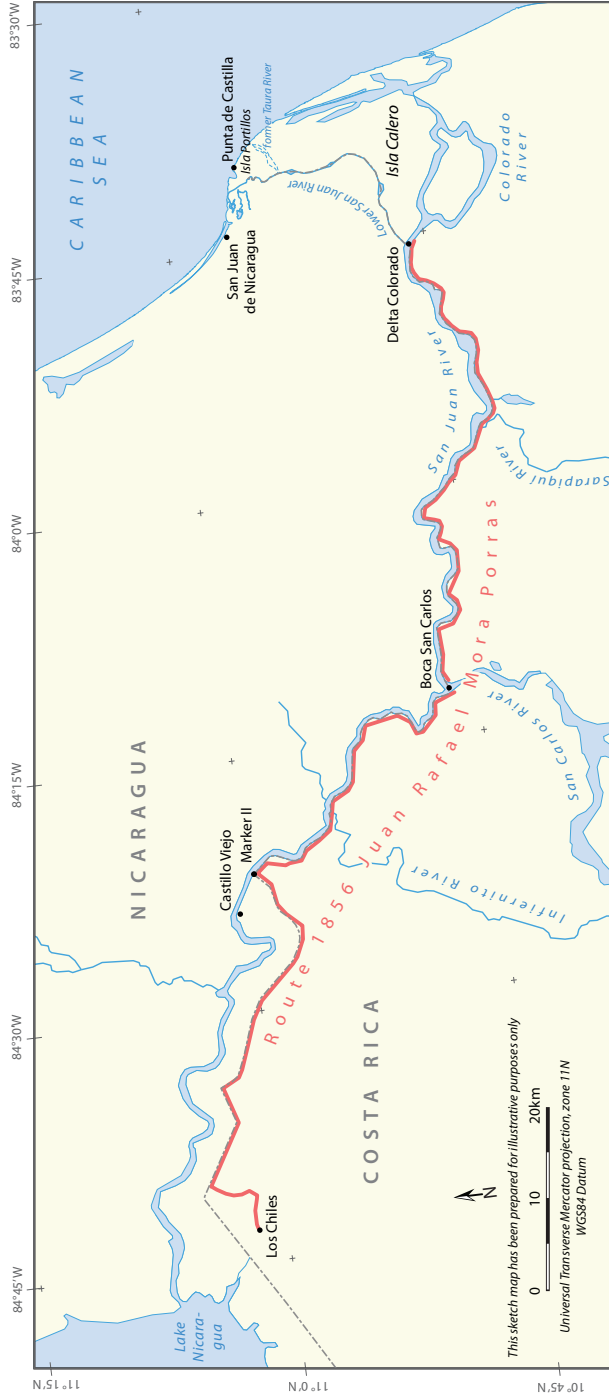 84°45'W
84°30'W
84°15'W
84°0'W
83°45'W
83°30'W
11°15'N
11°0'N
10°45'N
CARIBBEAN
SEA
NICARAGUA
COSTA RICA
Lake
Nicara-
gua
Los Chiles
Castillo Viejo
Marker II
Boca San Carlos
Delta Colorado
San Juan
de Nicaragua
Punta de Castilla
Isla Portillos
former Taura River
Lower San Juan River
Isla Calero
Colorado
River
San Juan River
Sarapiquí River
San Carlos River
Infiernito River
Route 1856 Juan Rafael Mora Porras
This sketch map has been prepared for illustrative purposes only
N
0 10 20km
Universal Transverse Mercator projection, zone 11N
WGS84 Datum